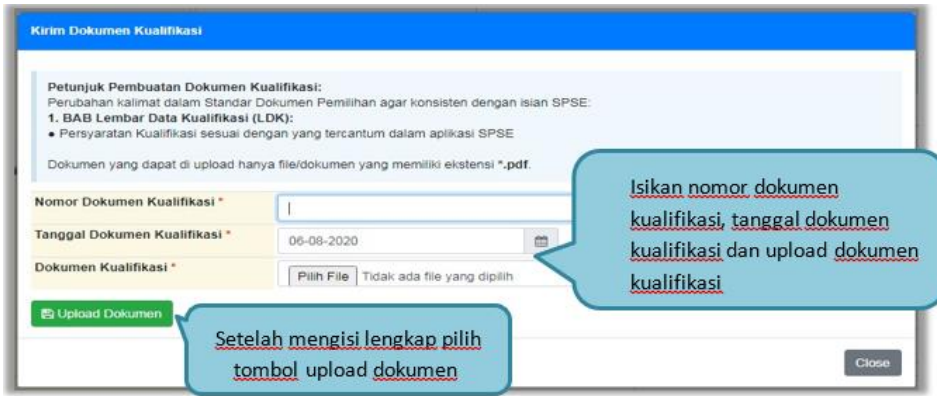 Kirim Dokumen Kualifikasi
Petunjuk Pembuatan Dokumen Kualifikasi:
Perubahan kalimat dalam Standar Dokumen Pemilihan agar konsisten dengan isian SPSE:
1. BAB Lembar Data Kualifikasi (LDK):
• Persyaratan Kualifikasi sesuai dengan yang tercantum dalam aplikasi SPSE
Dokumen yang dapat di upload hanya file/dokumen yang memiliki ekstensi *.pdf.
Nomor Dokumen Kualifikasi *
Tanggal Dokumen Kualifikasi *
06-08-2020
Dokumen Kualifikasi *
Pilih File Tidak ada file yang dipilih
Isikan nomor dokumen
kualifikasi, tanggal dokumen
kualifikasi dan upload dokumen
kualifikasi
Upload Dokumen
Setelah mengisi lengkap pilih
tombol upload dokumen
Close